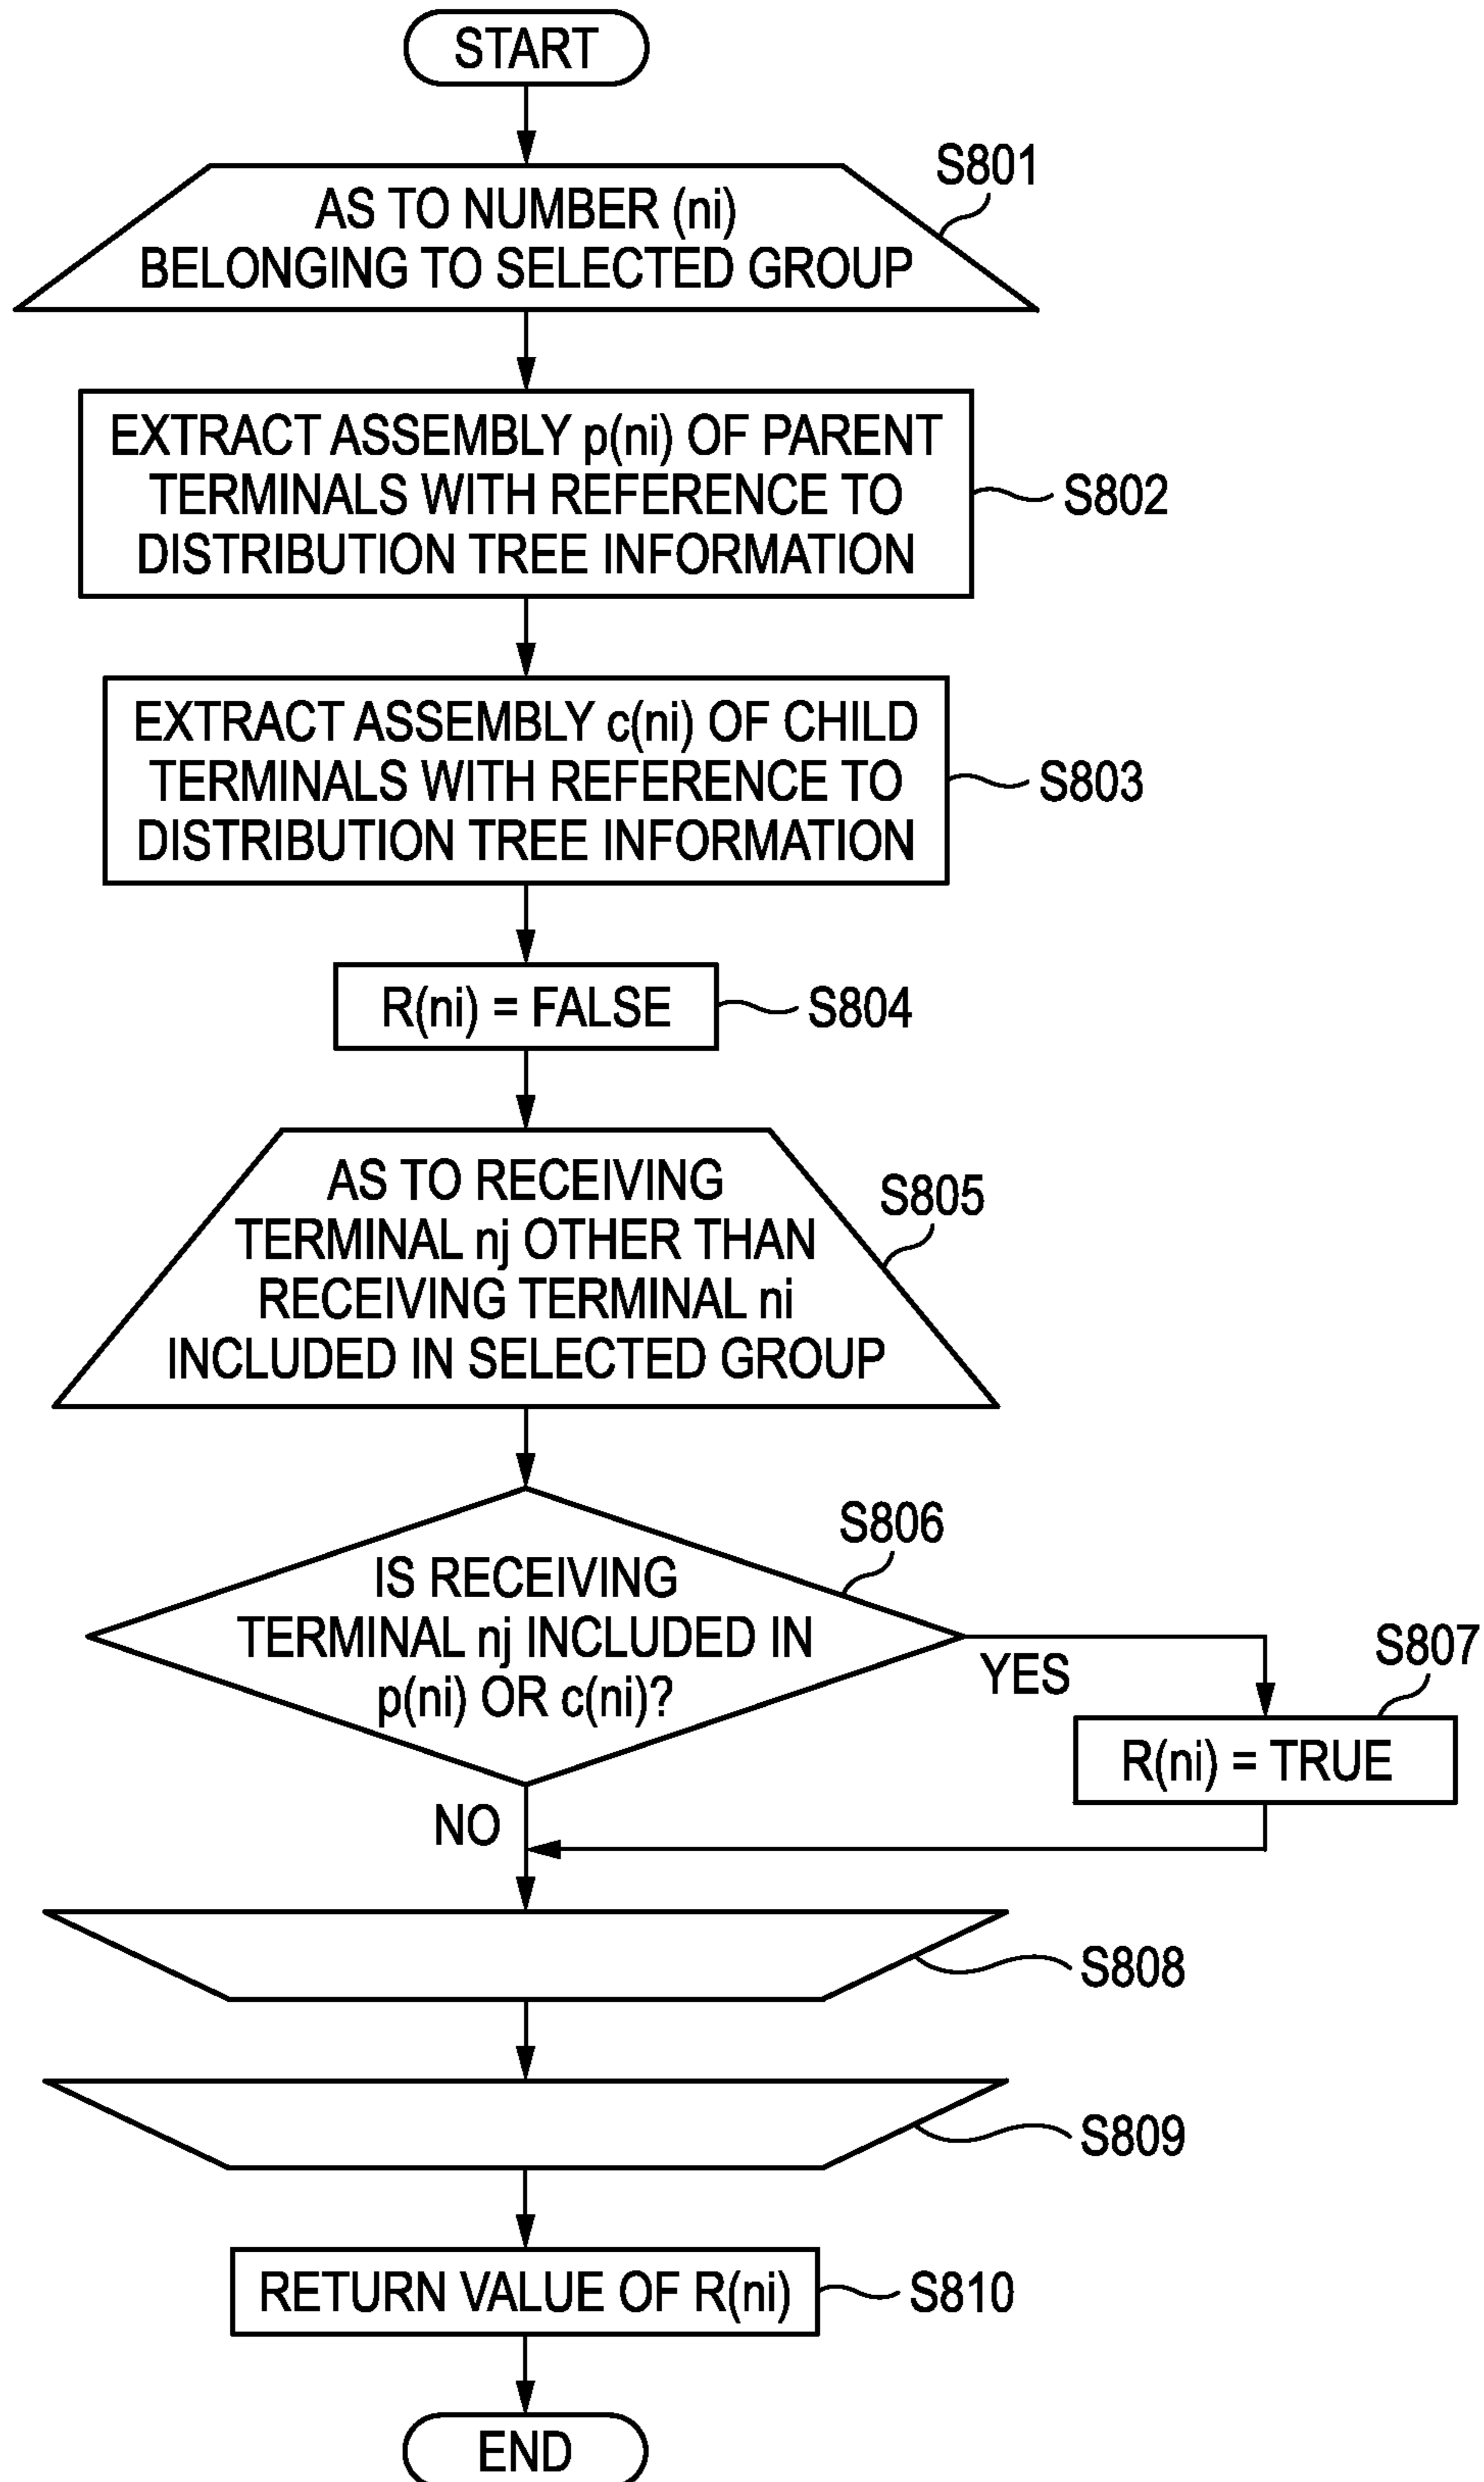 START
S801
AS TO NUMBER (ni)
BELONGING TO SELECTED GROUP
EXTRACT ASSEMBLY p(ni) OF PARENT
TERMINALS WITH REFERENCE TO
DISTRIBUTION TREE INFORMATION
S802
EXTRACT ASSEMBLY c(ni) OF CHILD
TERMINALS WITH REFERENCE TO
DISTRIBUTION TREE INFORMATION
S803
R(ni) = FALSE
S804
AS TO RECEIVING
TERMINAL nj OTHER THAN
RECEIVING TERMINAL ni
INCLUDED IN SELECTED GROUP
S805
S806
IS RECEIVING
TERMINAL nj INCLUDED IN
p(ni) OR c(ni)?
YES
S807
R(ni) = TRUE
NO
S808
S809
RETURN VALUE OF R(ni)
S810
END